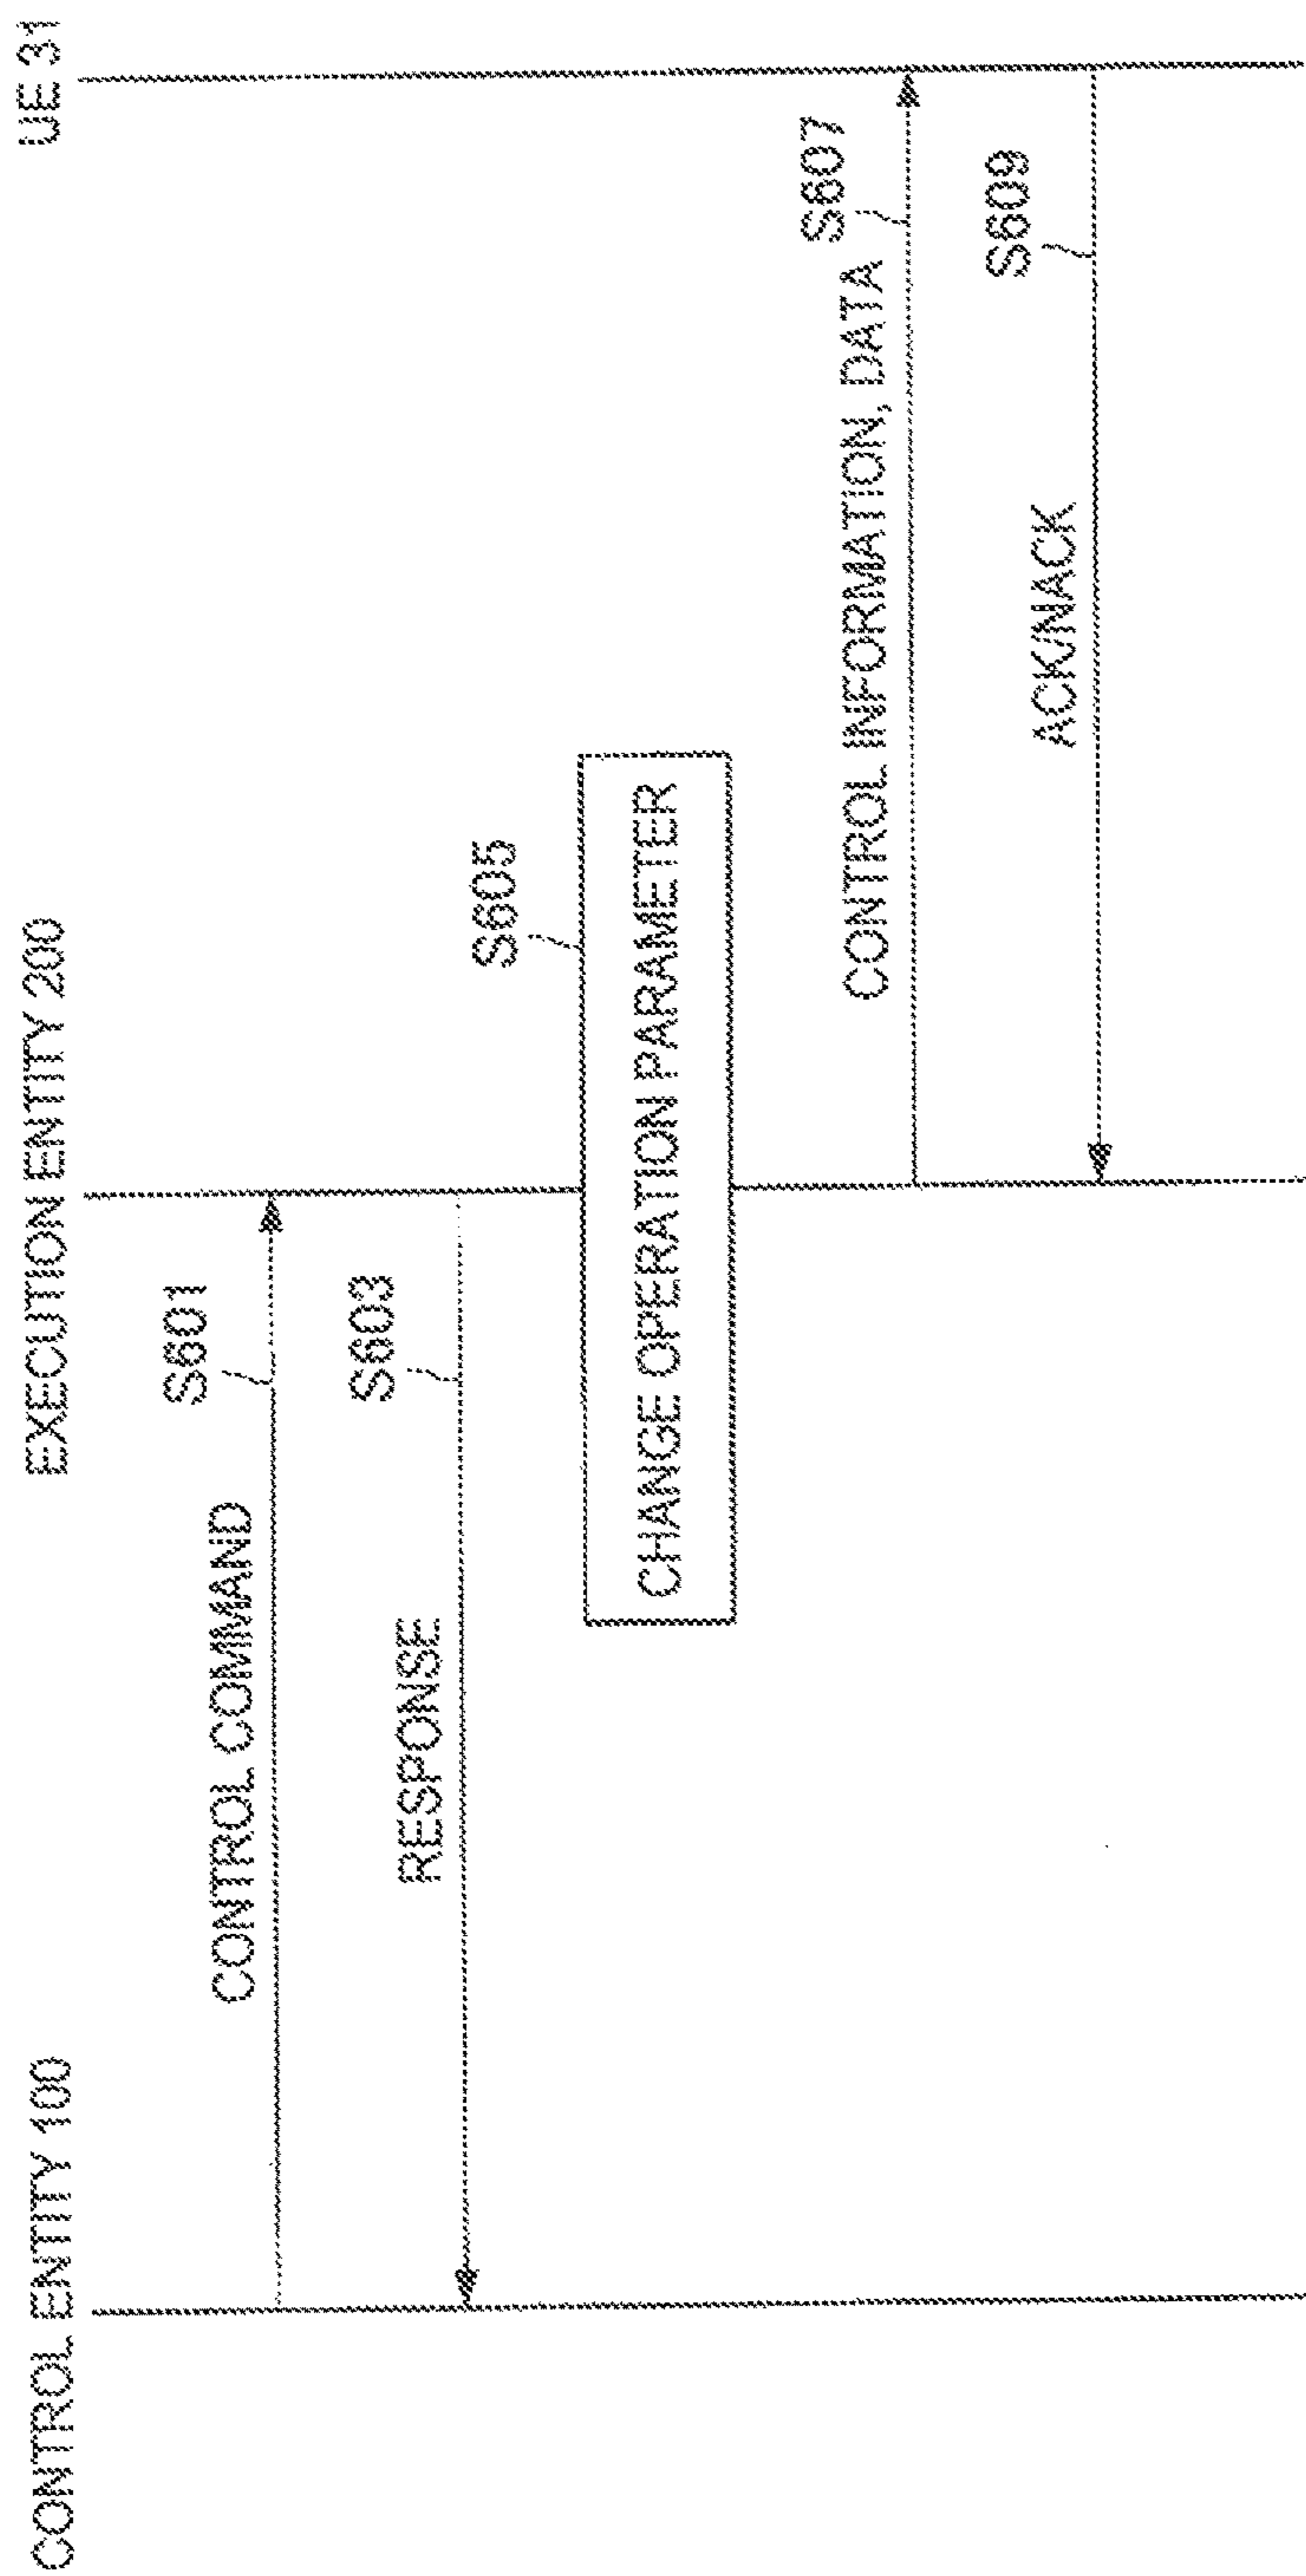 CONTROL ENTITY 100
EXECUTION ENTITY 200
UE 31
S601
CONTROL COMMAND
S603
RESPONSE
S605
CHANGE OPERATION PARAMETER
S607
CONTROL INFORMATION, DATA
S609
ACK/NACK